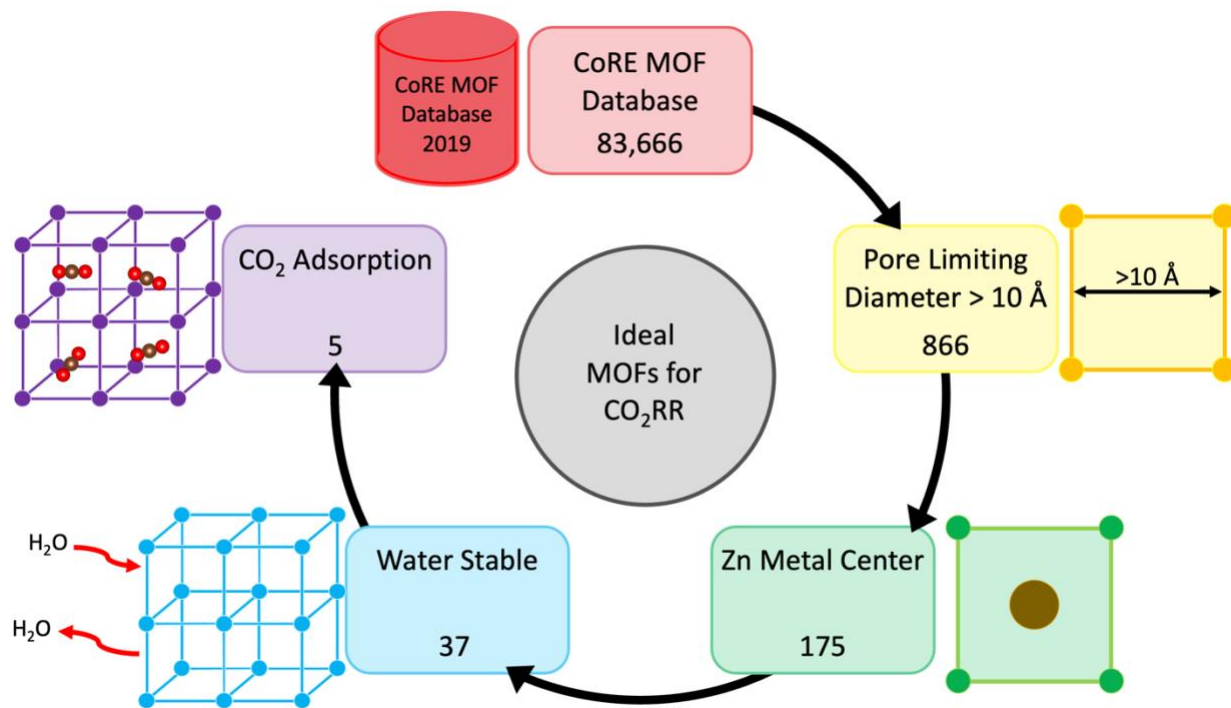 CoRE MOF
Database
2019
CoRE MOF
Database
83,666
Pore Limiting
Diameter > 10 Å
866
>10 Å
CO₂ Adsorption
5
Ideal
MOFs for
CO₂RR
Water Stable
37
H₂O
H₂O
Zn Metal Center
175